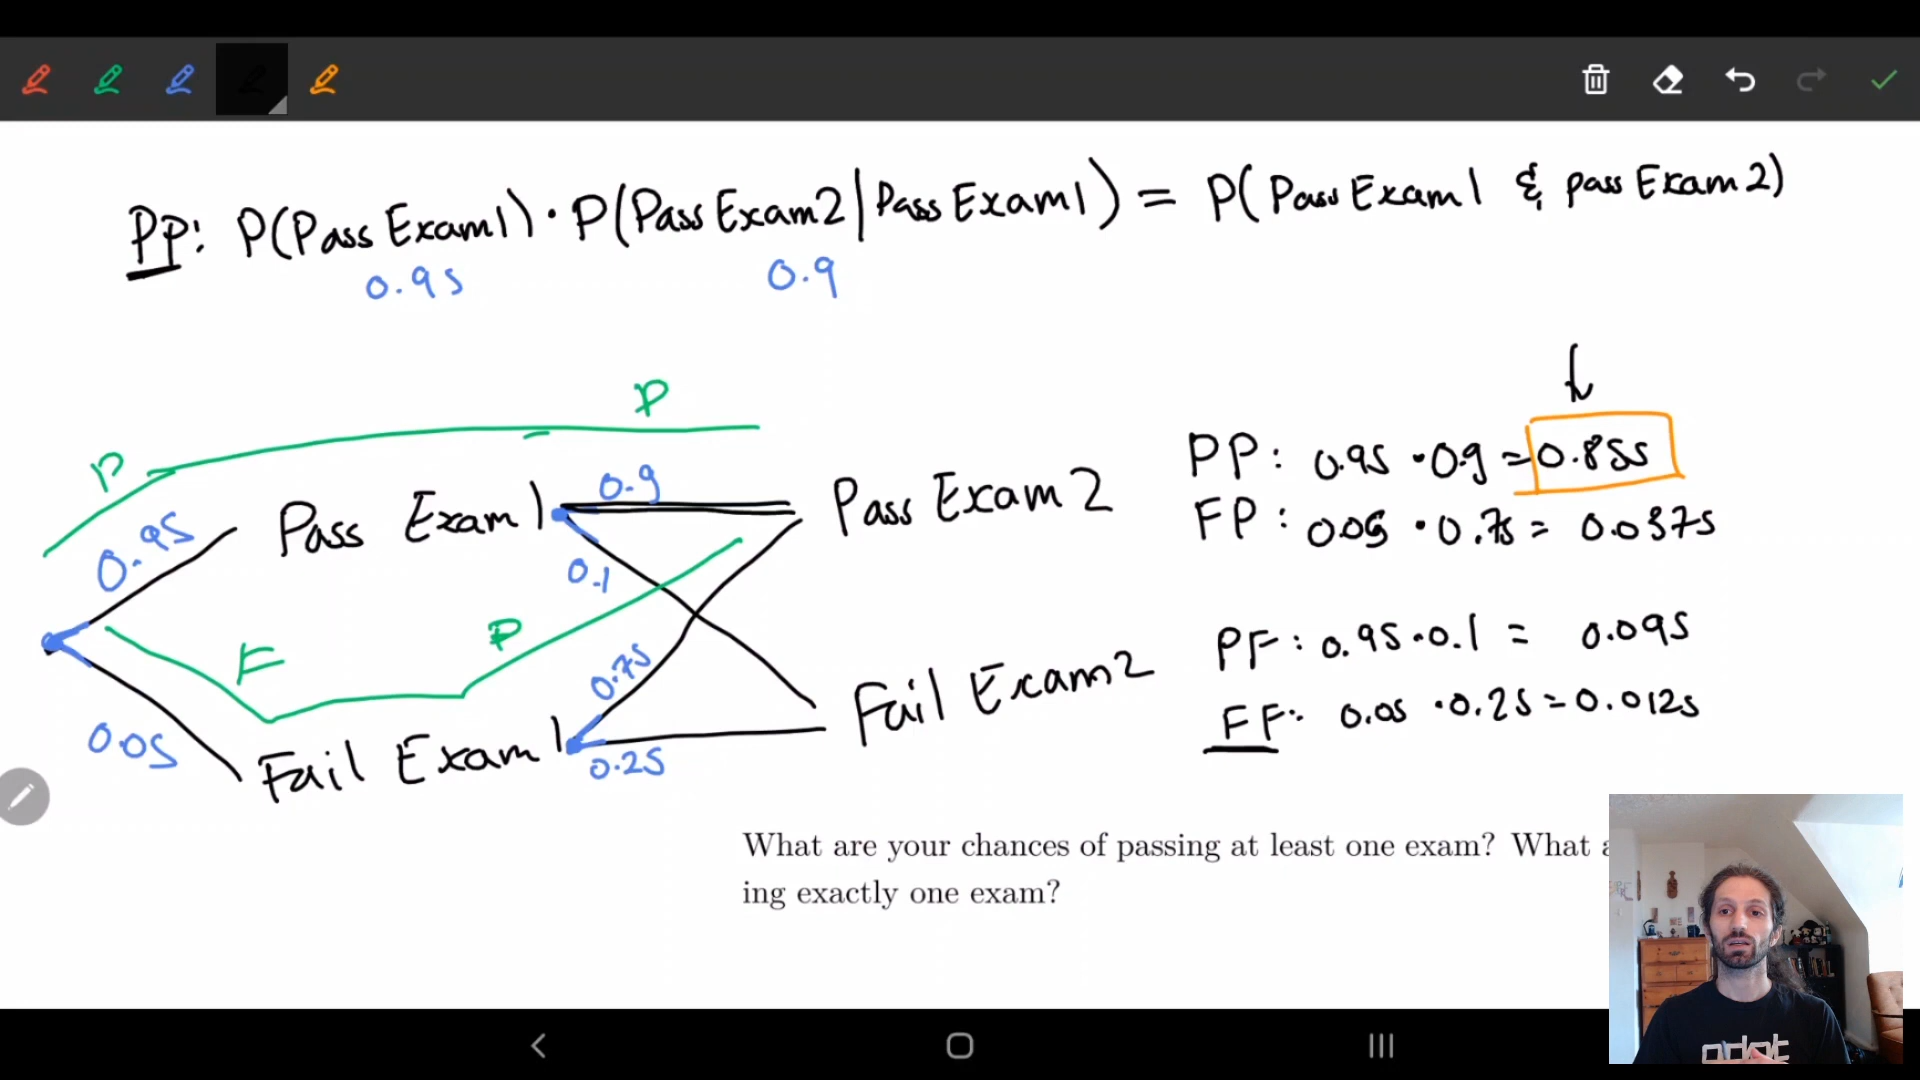 PP: P(Pass Exam1) · P(Pass Exam2|Pass Exam1) = P(Pass Exam1 & pass Exam2)
0.95 0.9
P
P
0.95
Pass Exam1
0.9
0.1
Pass Exam2
F
P
0.05
Fail Exam1
0.75
0.25
Fail Exam2
PP: 0.95 · 0.9 = 0.855
FP: 0.05 · 0.75 = 0.0375
PF: 0.95 · 0.1 = 0.095
FF: 0.05 · 0.25 = 0.0125
What are your chances of passing at least one exam? What
ing exactly one exam?